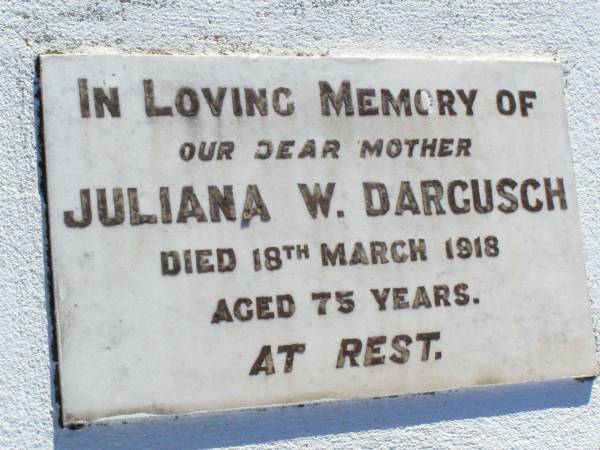 IN LOVING MEMORY OF
OUR DEAR MOTHER
JULIANA W. DARGUSCH
DIED 18TH MARCH 1918
AGED 75 YEARS.
AT REST.